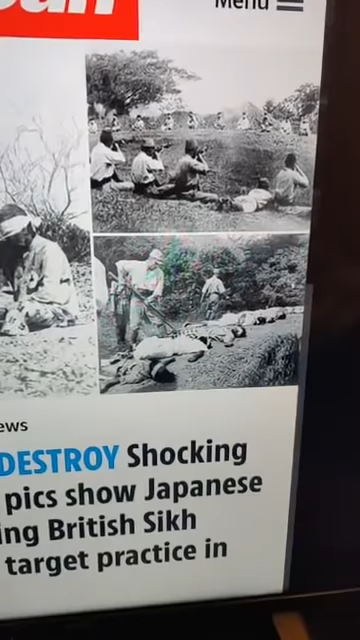 Menu
ews
DESTROY Shocking
pics show Japanese
ing British Sikh
target practice in